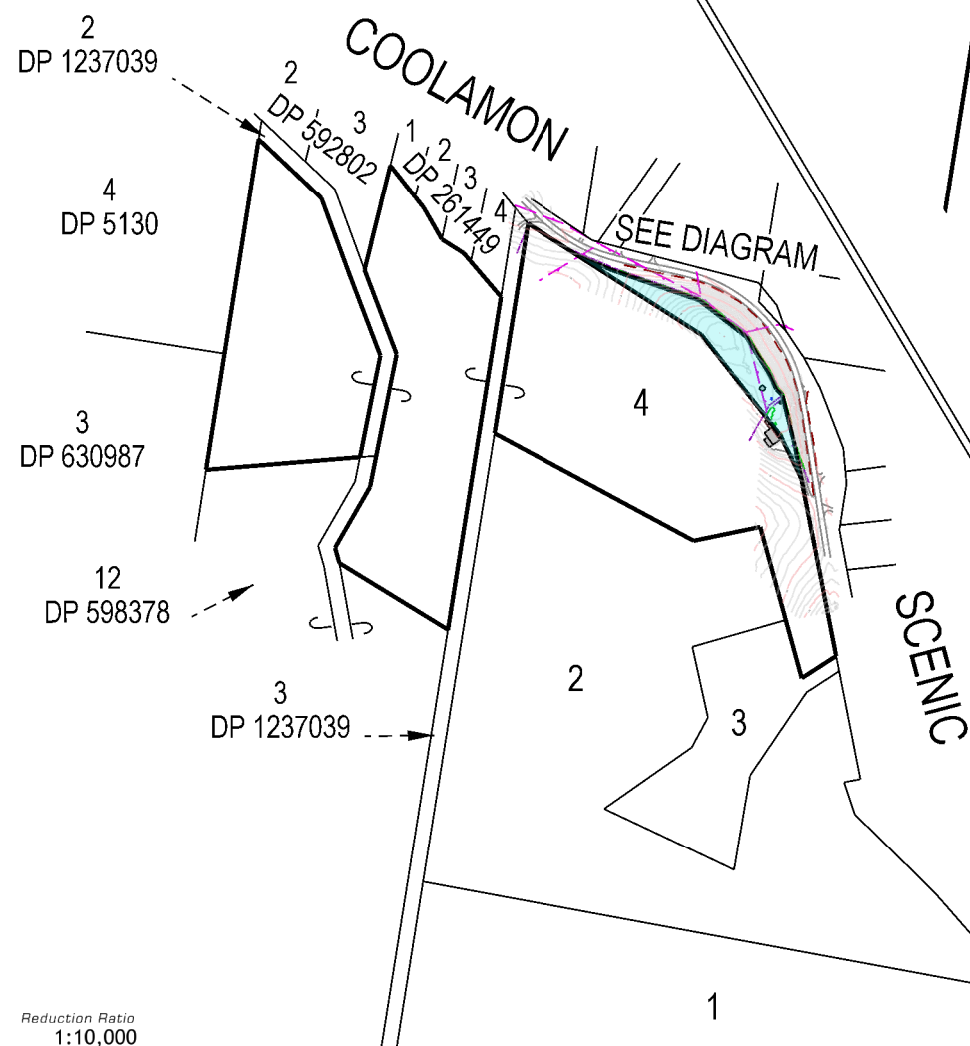 2
DP 1237039
COOLAMON
2
3
DP 592802
1
2
3
4
DP 261449
4
DP 5130
SEE DIAGRAM
4
3
DP 630987
12
DP 598378
SCENIC
2
3
DP 1237039
3
1
Reduction Ratio
1:10,000